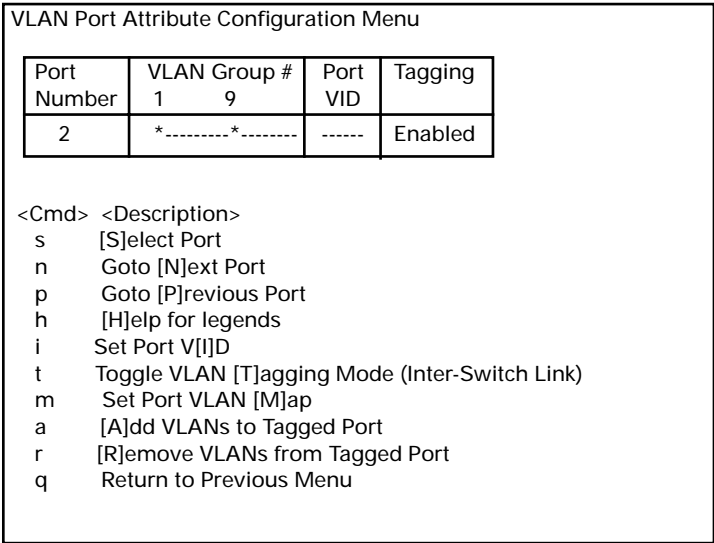 VLAN Port Attribute Configuration Menu
Port VLAN Group # Port Tagging
Number 1 9 VID
2 *---------*-------- ------ Enabled
<Cmd> <Description>
s [S]elect Port
n Goto [N]ext Port
p Goto [P]revious Port
h [H]elp for legends
i Set Port V[I]D
t Toggle VLAN [T]agging Mode (Inter-Switch Link)
m Set Port VLAN [M]ap
a [A]dd VLANs to Tagged Port
r [R]emove VLANs from Tagged Port
q Return to Previous Menu